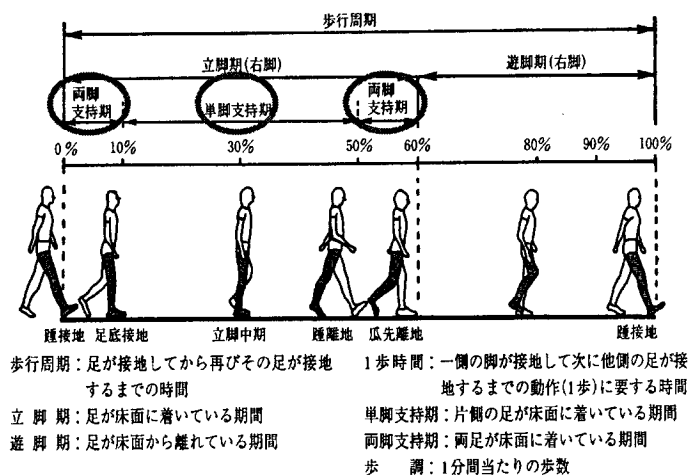 歩行周期
立脚期(右脚)
遊脚期(右脚)
両脚
支持期
単脚支持期
両脚
支持期
0% 10% 30% 50% 60% 80% 90% 100%
踵接地 足底接地 立脚中期 踵離地 爪先離地 踵接地
歩行周期：足が接地してから再びその足が接地
するまでの時間
立 脚 期：足が床面に着いている期間
遊 脚 期：足が床面から離れている期間
1歩時間：一側の脚が接地して次に他側の足が接
地するまでの動作(1歩)に要する時間
単脚支持期：片側の足が床面に着いている期間
両脚支持期：両足が床面に着いている期間
歩　　調：1分間当たりの歩数